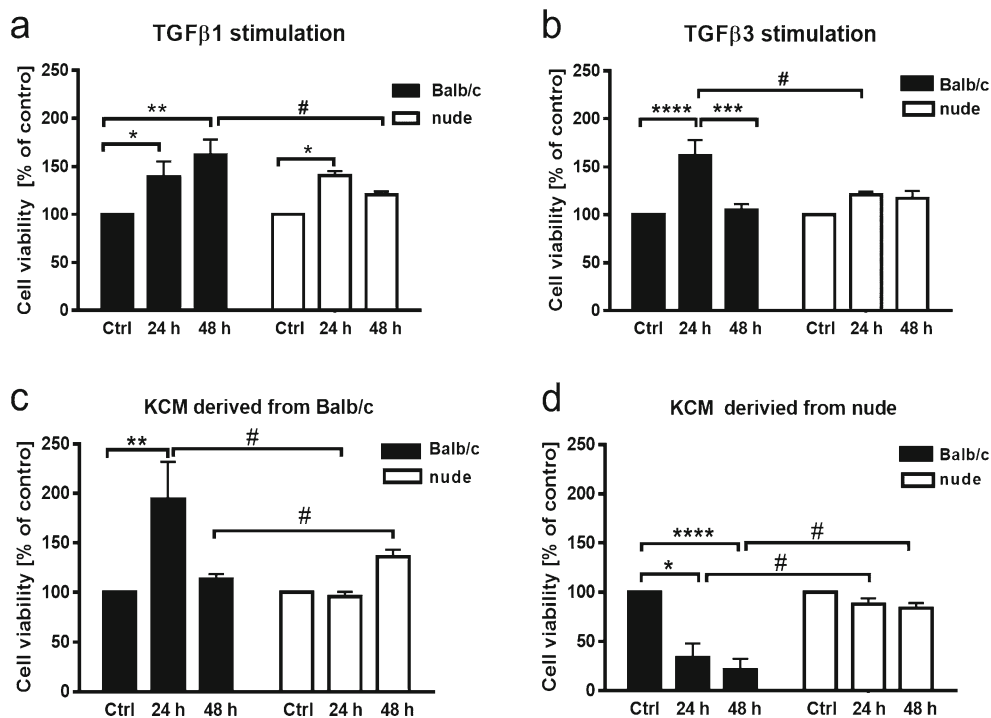 a
TGFβ1 stimulation
Cell viability [% of control]
250
200
150
100
50
0
Balb/c
nude
**
*
#
*
Ctrl 24 h 48 h Ctrl 24 h 48 h
b
TGFβ3 stimulation
Cell viability [% of contro]
250
200
150
100
50
0
Balb/c
nude
#
**** ***
Ctrl 24 h 48 h Ctrl 24 h 48 h
c
KCM derived from Balb/c
Cell viability [% of control]
250
200
150
100
50
0
Balb/c
nude
** #
#
Ctrl 24 h 48 h Ctrl 24 h 48 h
d
KCM derivied from nude
Cell viability [% of control]
250
200
150
100
50
0
Balb/c
nude
**** #
* #
Ctrl 24 h 48 h Ctrl 24 h 48 h